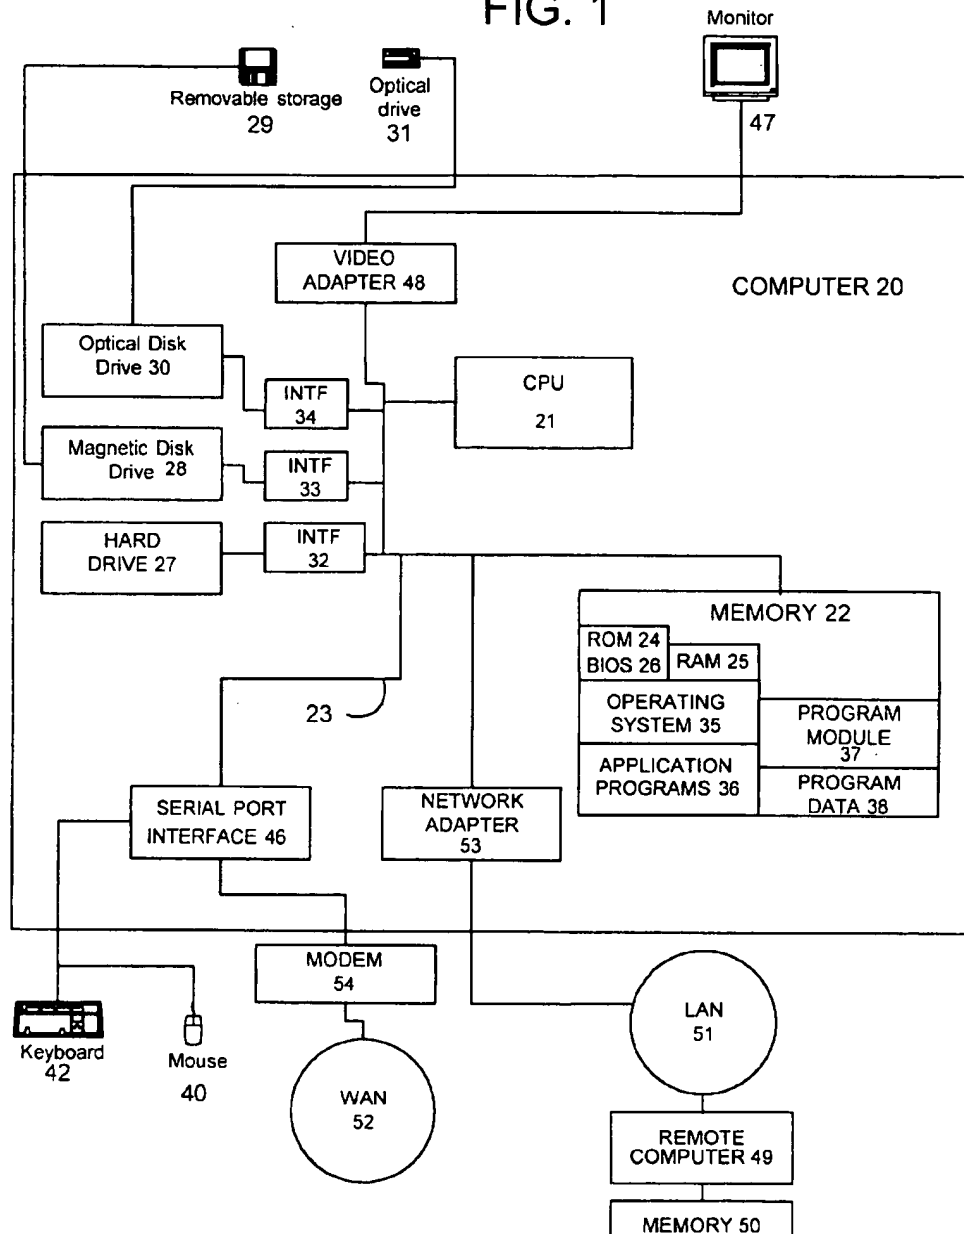 FIG. 1
Monitor
47
Removable storage
29
Optical
drive
31
VIDEO
ADAPTER 48
COMPUTER 20
Optical Disk
Drive 30
INTF
34
CPU
21
Magnetic Disk
Drive 28
INTF
33
HARD
DRIVE 27
INTF
32
MEMORY 22
ROM 24
BIOS 26
RAM 25
OPERATING
SYSTEM 35
PROGRAM
MODULE
37
APPLICATION
PROGRAMS 36
PROGRAM
DATA 38
23
SERIAL PORT
INTERFACE 46
NETWORK
ADAPTER
53
MODEM
54
LAN
51
Keyboard
42
Mouse
40
WAN
52
REMOTE
COMPUTER 49
MEMORY 50